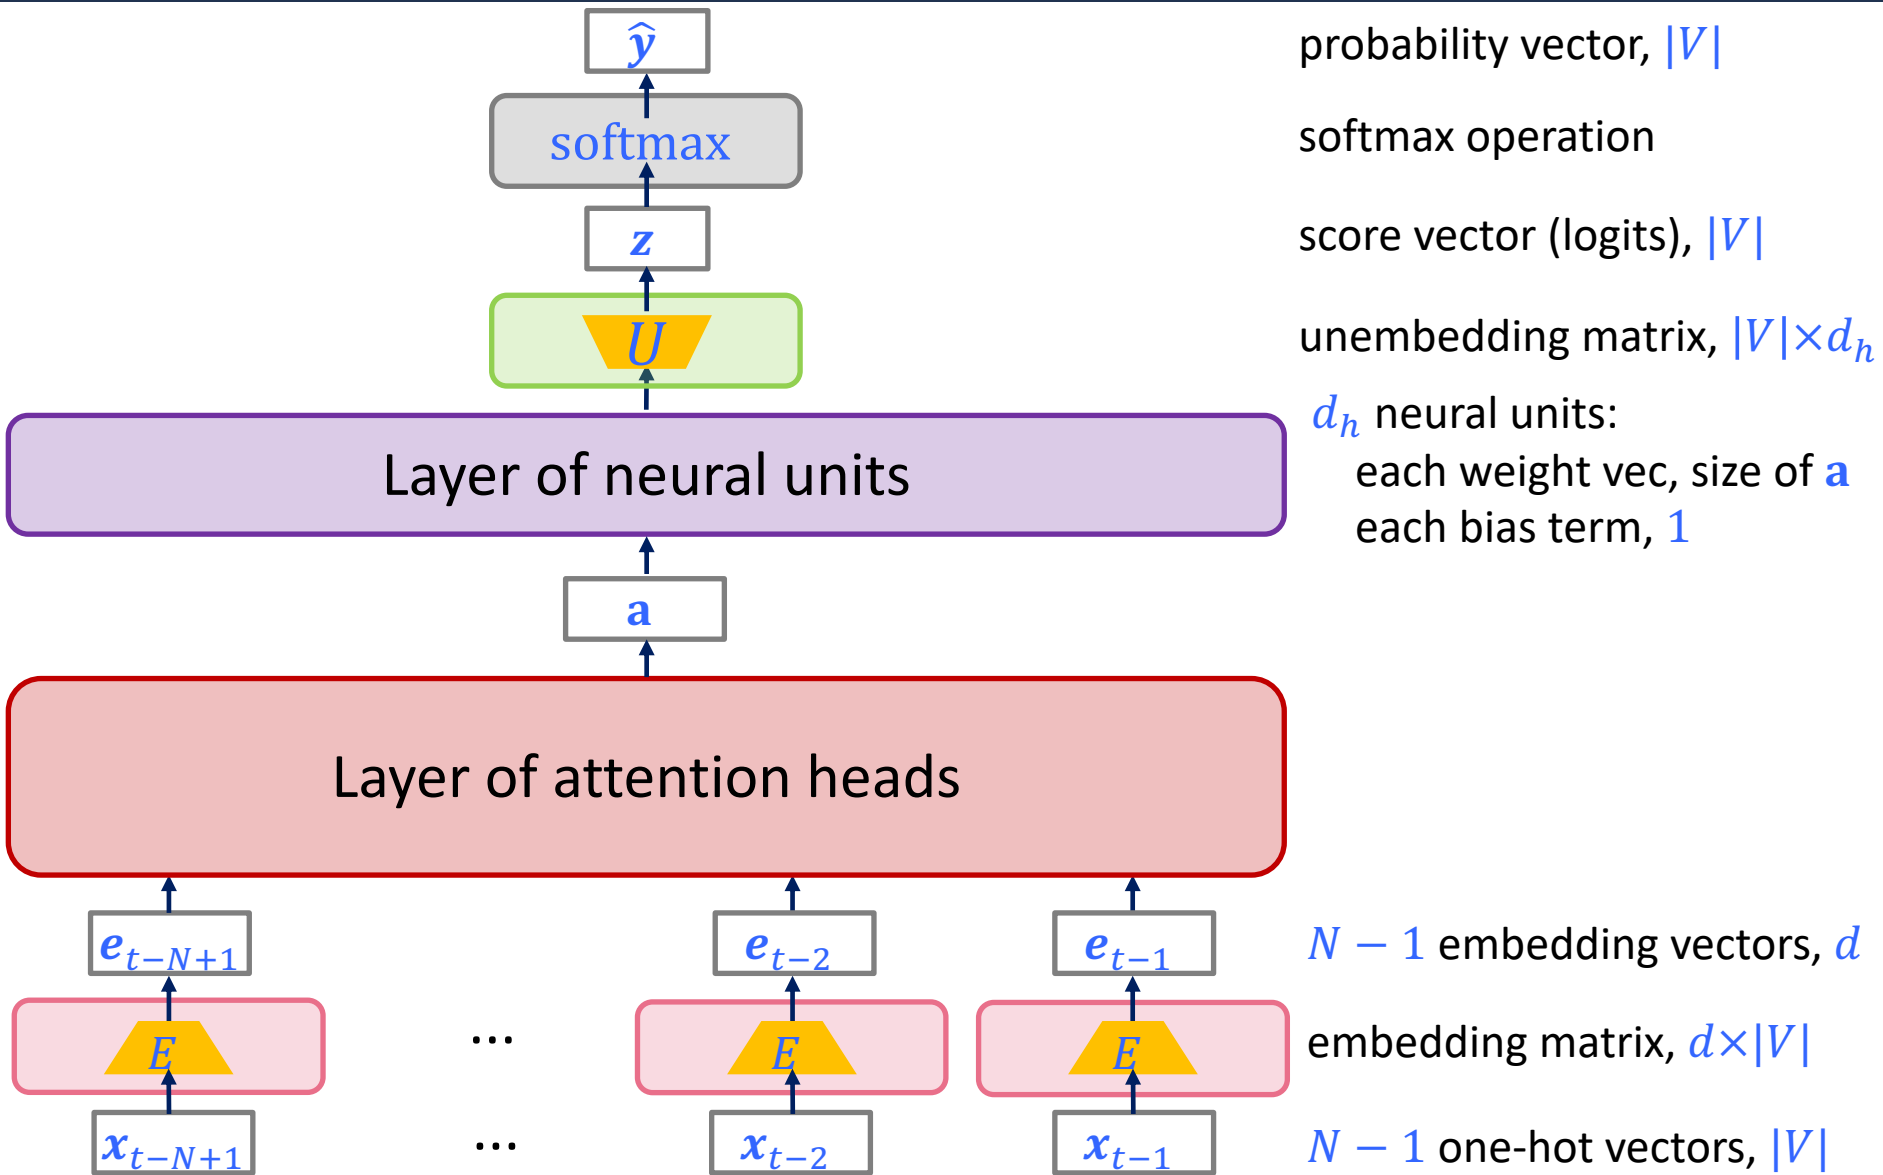 ŷ probability vector, |V|
softmax softmax operation
z score vector (logits), |V|
U unembedding matrix, |V|×d_h
d_h neural units:
Layer of neural units each weight vec, size of a
each bias term, 1
a
Layer of attention heads
e_{t−N+1} e_{t−2} e_{t−1} N − 1 embedding vectors, d
E ... E E embedding matrix, d×|V|
x_{t−N+1} ... x_{t−2} x_{t−1} N − 1 one-hot vectors, |V|